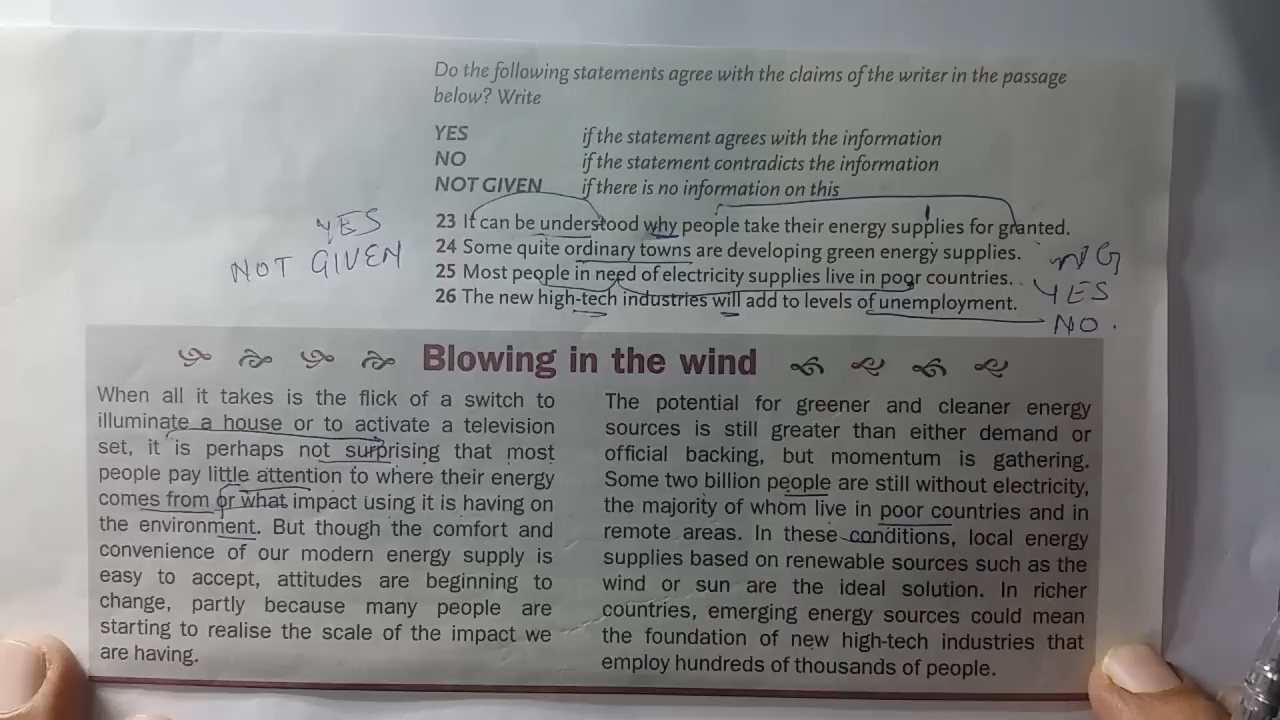 Do the following statements agree with the claims of the writer in the passage
below? Write
YES if the statement agrees with the information
NO if the statement contradicts the information
NOT GIVEN if there is no information on this
YES 23 It can be understood why people take their energy supplies for granted.
NOT GIVEN 24 Some quite ordinary towns are developing green energy supplies. NG
25 Most people in need of electricity supplies live in poor countries. YES
26 The new high-tech industries will add to levels of unemployment. NO.
Blowing in the wind
When all it takes is the flick of a switch to
illuminate a house or to activate a television
set, it is perhaps not surprising that most
people pay little attention to where their energy
comes from or what impact using it is having on
the environment. But though the comfort and
convenience of our modern energy supply is
easy to accept, attitudes are beginning to
change, partly because many people are
starting to realise the scale of the impact we
are having.
The potential for greener and cleaner energy
sources is still greater than either demand or
official backing, but momentum is gathering.
Some two billion people are still without electricity,
the majority of whom live in poor countries and in
remote areas. In these conditions, local energy
supplies based on renewable sources such as the
wind or sun are the ideal solution. In richer
countries, emerging energy sources could mean
the foundation of new high-tech industries that
employ hundreds of thousands of people.